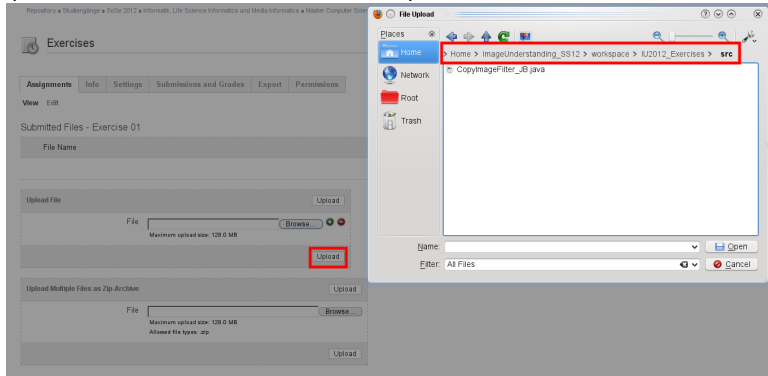 Repository ▸ Studiengänge ▸ SoSe 2012 ▸ Informatik, Life Science Informatics und Media Informatics ▸ Master Computer
Exercises
Assignments Info Settings Submissions and Grades Export Permissions
View Edit
Submitted Files - Exercise 01
File Name
Upload File Upload
File Browse...
Maximum upload size: 128.0 MB
Upload
Upload Multiple Files as Zip-Archive Upload
File Browse...
Maximum upload size: 128.0 MB
Allowed file types: .zip
Upload
File Upload
Places
Home
Network
Root
Trash
> Home > ImageUnderstanding_SS12 > workspace > IU2012_Exercises > src
CopyImageFilter_JB.java
Name: Open
Filter: All Files Cancel